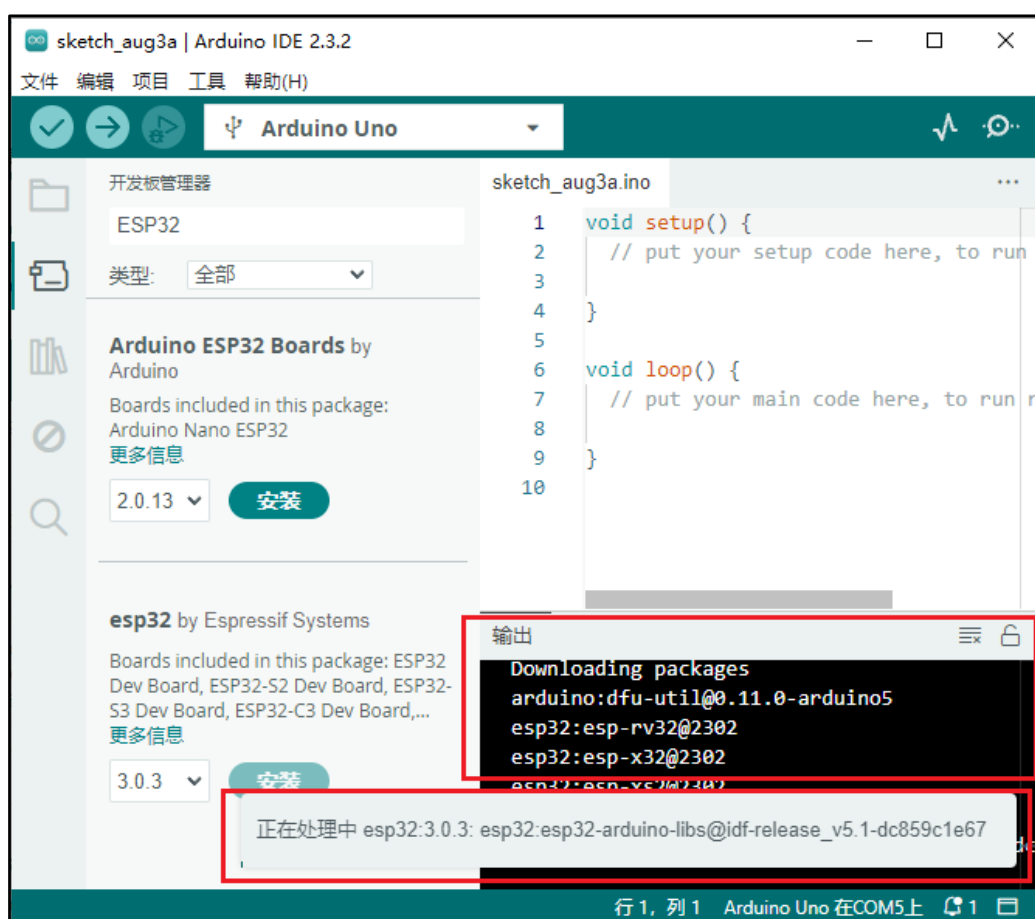 sketch_aug3a | Arduino IDE 2.3.2
文件 编辑 项目 工具 帮助(H)
Arduino Uno
开发板管理器
ESP32
类型: 全部
Arduino ESP32 Boards by
Arduino
Boards included in this package:
Arduino Nano ESP32
更多信息
2.0.13 安装
esp32 by Espressif Systems
Boards included in this package: ESP32
Dev Board, ESP32-S2 Dev Board, ESP32-
S3 Dev Board, ESP32-C3 Dev Board,...
更多信息
3.0.3 安装
sketch_aug3a.ino
1 void setup() {
2 // put your setup code here, to run
3
4 }
5
6 void loop() {
7 // put your main code here, to run r
8
9 }
10
输出
Downloading packages
arduino:dfu-util@0.11.0-arduino5
esp32:esp-rv32@2302
esp32:esp-x32@2302
esp32:esp-xs2@2302
正在处理中 esp32:3.0.3: esp32:esp32-arduino-libs@idf-release_v5.1-dc859c1e67
行 1, 列 1 Arduino Uno 在COM5上 1